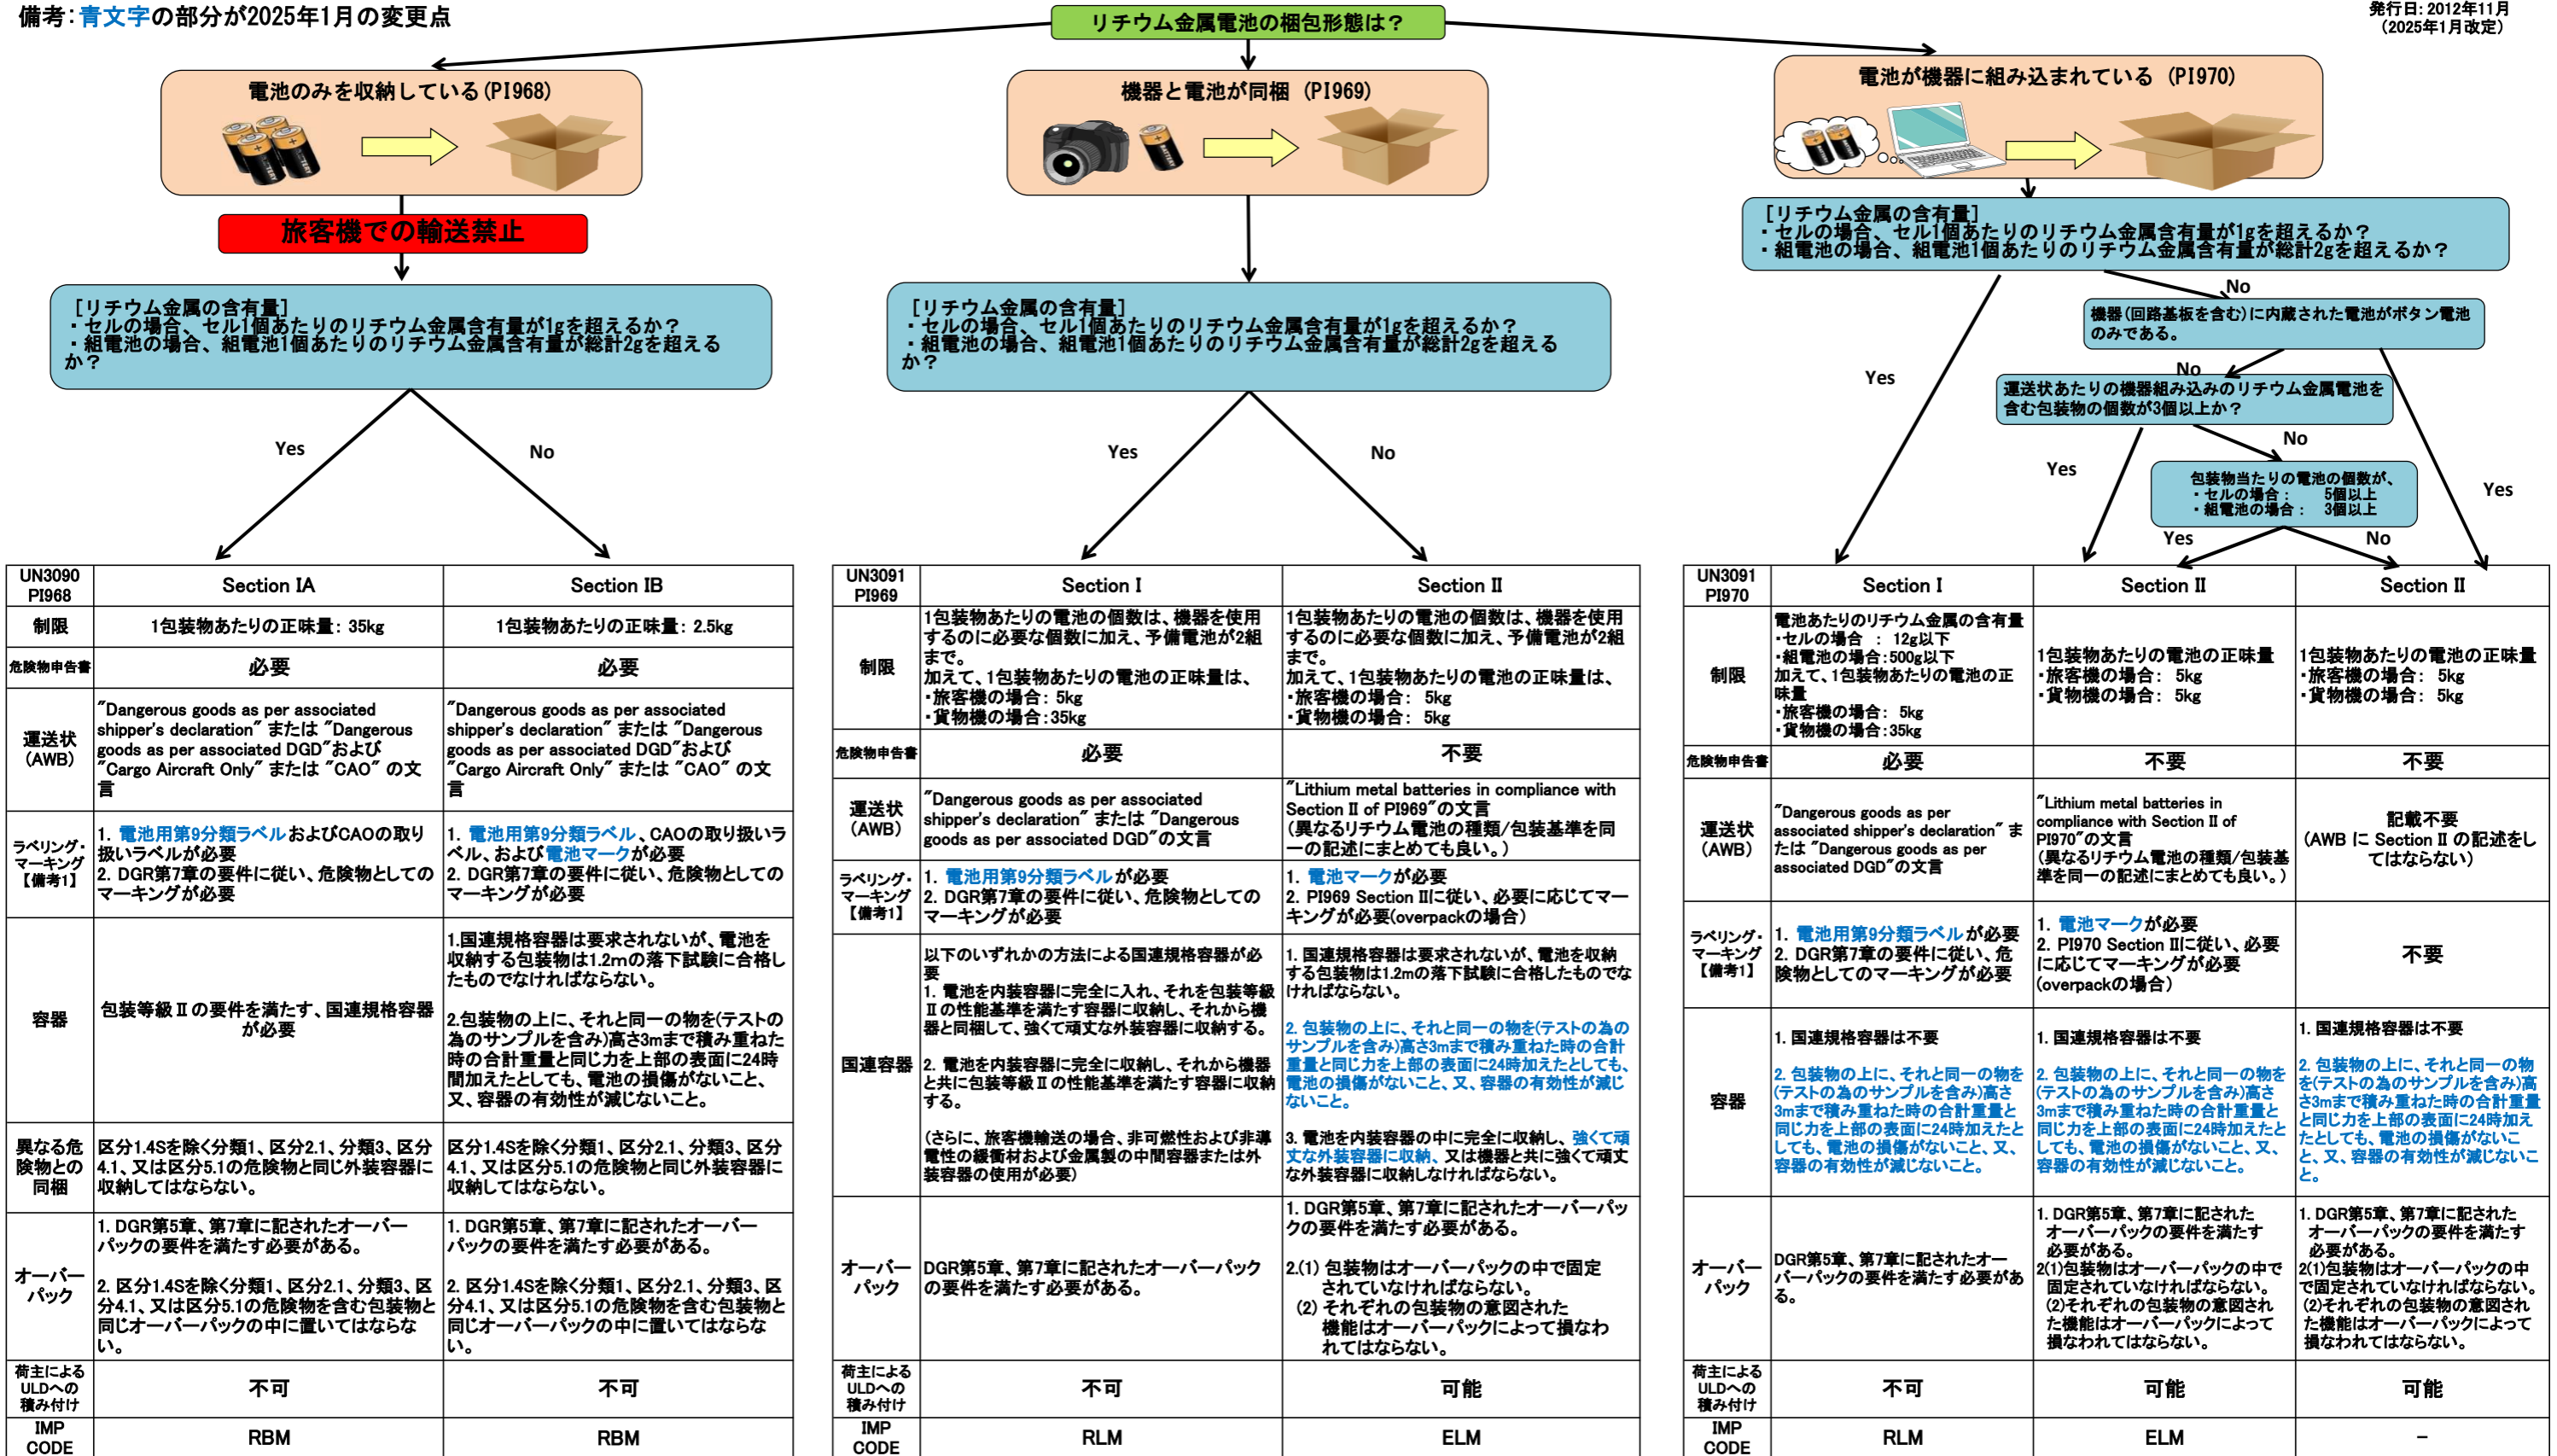 備考：青文字の部分が2025年1月の変更点
リチウム金属電池の梱包形態は？
発行日：2012年11月
（2025年1月改定）
電池のみを収納している(PI968)
旅客機での輸送禁止
［リチウム金属の含有量］
・セルの場合、セル1個あたりのリチウム金属含有量が1gを超えるか？
・組電池の場合、組電池1個あたりのリチウム金属含有量が総計2gを超える
か？
Yes
No
機器と電池が同梱 (PI969)
［リチウム金属の含有量］
・セルの場合、セル1個あたりのリチウム金属含有量が1gを超えるか？
・組電池の場合、組電池1個あたりのリチウム金属含有量が総計2gを超える
か？
Yes
No
電池が機器に組み込まれている (PI970)
［リチウム金属の含有量］
・セルの場合、セル1個あたりのリチウム金属含有量が1gを超えるか？
・組電池の場合、組電池1個あたりのリチウム金属含有量が総計2gを超えるか？
No
機器(回路基板を含む)に内蔵された電池がボタン電池
のみである。
Yes
No
運送状あたりの機器組み込みのリチウム金属電池を
含む包装物の個数が3個以上か？
No
Yes
包装物当たりの電池の個数が、
・セルの場合： 5個以上
・組電池の場合： 3個以上
Yes
Yes
No
UN3090
PI968
Section IA
Section IB
制限
1包装物あたりの正味量： 35kg
1包装物あたりの正味量： 2.5kg
危険物申告書
必要
必要
運送状
(AWB)
"Dangerous goods as per associated
shipper's declaration" または "Dangerous
goods as per associated DGD"および
"Cargo Aircraft Only" または "CAO" の文
言
"Dangerous goods as per associated
shipper's declaration" または "Dangerous
goods as per associated DGD"および
"Cargo Aircraft Only" または "CAO" の文
言
ラベリング・
マーキング
【備考1】
1. 電池用第9分類ラベルおよびCAOの取り
扱いラベルが必要
2. DGR第7章の要件に従い、危険物としての
マーキングが必要
1. 電池用第9分類ラベル、CAOの取り扱いラ
ベル、および電池マークが必要
2. DGR第7章の要件に従い、危険物としての
マーキングが必要
容器
包装等級Ⅱの要件を満たす、国連規格容器
が必要
1.国連規格容器は要求されないが、電池を
収納する包装物は1.2mの落下試験に合格し
たものでなければならない。
2.包装物の上に、それと同一の物を(テストの
為のサンプルを含み)高さ3mまで積み重ねた
時の合計重量と同じ力を上部の表面に24時
間加えたとしても、電池の損傷がないこと、
又、容器の有効性が減じないこと。
異なる危
険物との
同梱
区分1.4Sを除く分類1、区分2.1、分類3、区分
4.1、又は区分5.1の危険物と同じ外装容器に
収納してはならない。
区分1.4Sを除く分類1、区分2.1、分類3、区分
4.1、又は区分5.1の危険物と同じ外装容器に
収納してはならない。
オーバー
パック
1. DGR第5章、第7章に記されたオーバー
パックの要件を満たす必要がある。
2. 区分1.4Sを除く分類1、区分2.1、分類3、区
分4.1、又は区分5.1の危険物を含む包装物と
同じオーバーパックの中に置いてはならな
い。
1. DGR第5章、第7章に記されたオーバー
パックの要件を満たす必要がある。
2. 区分1.4Sを除く分類1、区分2.1、分類3、区
分4.1、又は区分5.1の危険物を含む包装物と
同じオーバーパックの中に置いてはならな
い。
荷主による
ULDへの
積み付け
不可
不可
IMP
CODE
RBM
RBM
UN3091
PI969
Section I
Section II
制限
1包装物あたりの電池の個数は、機器を使用
するのに必要な個数に加え、予備電池が2組
まで。
加えて、1包装物あたりの電池の正味量は、
・旅客機の場合： 5kg
・貨物機の場合：35kg
1包装物あたりの電池の個数は、機器を使用
するのに必要な個数に加え、予備電池が2組
まで。
加えて、1包装物あたりの電池の正味量は、
・旅客機の場合： 5kg
・貨物機の場合： 5kg
危険物申告書
必要
不要
運送状
(AWB)
"Dangerous goods as per associated
shipper's declaration" または "Dangerous
goods as per associated DGD"の文言
"Lithium metal batteries in compliance with
Section II of PI969"の文言
(異なるリチウム電池の種類/包装基準を同
一の記述にまとめても良い。)
ラベリング・
マーキング
【備考1】
1. 電池用第9分類ラベルが必要
2. DGR第7章の要件に従い、危険物としての
マーキングが必要
1. 電池マークが必要
2. PI969 Section IIに従い、必要に応じてマー
キングが必要(overpackの場合)
国連容器
以下のいずれかの方法による国連規格容器が必
要
1. 電池を内装容器に完全に入れ、それを包装等級
Ⅱの性能基準を満たす容器に収納し、それから機
器と同梱して、強くて頑丈な外装容器に収納する。
2. 電池を内装容器に完全に収納し、それから機器
と共に包装等級Ⅱの性能基準を満たす容器に収納
する。
(さらに、旅客機輸送の場合、非可燃性および非導
電性の緩衝材および金属製の中間容器または外
装容器の使用が必要)
1. 国連規格容器は要求されないが、電池を収納
する包装物は1.2mの落下試験に合格したものでな
ければならない。
2. 包装物の上に、それと同一の物を(テストの為の
サンプルを含み)高さ3mまで積み重ねた時の合計
重量と同じ力を上部の表面に24時加えたとしても、
電池の損傷がないこと、又、容器の有効性が減じ
ないこと。
3. 電池を内装容器の中に完全に収納し、強くて頑
丈な外装容器に収納、又は機器と共に強くて頑丈
な外装容器に収納しなければならない。
オーバー
パック
DGR第5章、第7章に記されたオーバーパック
の要件を満たす必要がある。
1. DGR第5章、第7章に記されたオーバーパッ
クの要件を満たす必要がある。
2.(1) 包装物はオーバーパックの中で固定
されていなければならない。
(2) それぞれの包装物の意図された
機能はオーバーパックによって損なわ
れてはならない。
荷主による
ULDへの
積み付け
不可
可能
IMP
CODE
RLM
ELM
UN3091
PI970
Section I
Section II
Section II
制限
電池あたりのリチウム金属の含有量
・セルの場合 ： 12g以下
・組電池の場合：500g以下
加えて、1包装物あたりの電池の正
味量
・旅客機の場合： 5kg
・貨物機の場合：35kg
1包装物あたりの電池の正味量
・旅客機の場合： 5kg
・貨物機の場合： 5kg
1包装物あたりの電池の正味量
・旅客機の場合： 5kg
・貨物機の場合： 5kg
危険物申告書
必要
不要
不要
運送状
(AWB)
"Dangerous goods as per
associated shipper's declaration" ま
たは "Dangerous goods as per
associated DGD"の文言
"Lithium metal batteries in
compliance with Section II of
PI970"の文言
(異なるリチウム電池の種類/包装基
準を同一の記述にまとめても良い。)
記載不要
(AWB に Section II の記述をし
てはならない)
ラベリング・
マーキング
【備考1】
1. 電池用第9分類ラベルが必要
2. DGR第7章の要件に従い、危
険物としてのマーキングが必要
1. 電池マークが必要
2. PI970 Section IIに従い、必要
に応じてマーキングが必要
(overpackの場合)
不要
容器
1. 国連規格容器は不要
2. 包装物の上に、それと同一の物を
(テストの為のサンプルを含み)高さ
3mまで積み重ねた時の合計重量と
同じ力を上部の表面に24時加えたと
しても、電池の損傷がないこと、又、
容器の有効性が減じないこと。
1. 国連規格容器は不要
2. 包装物の上に、それと同一の物を
(テストの為のサンプルを含み)高さ
3mまで積み重ねた時の合計重量と
同じ力を上部の表面に24時加えたと
しても、電池の損傷がないこと、又、
容器の有効性が減じないこと。
1. 国連規格容器は不要
2. 包装物の上に、それと同一の物
を(テストの為のサンプルを含み)高
さ3mまで積み重ねた時の合計重量
と同じ力を上部の表面に24時加え
たとしても、電池の損傷がないこ
と、又、容器の有効性が減じないこ
と。
オーバー
パック
DGR第5章、第7章に記されたオー
バーパックの要件を満たす必要があ
る。
1. DGR第5章、第7章に記された
オーバーパックの要件を満たす
必要がある。
2(1)包装物はオーバーパックの中で
固定されていなければならない。
(2)それぞれの包装物の意図され
た機能はオーバーパックによって
損なわれてはならない。
1. DGR第5章、第7章に記された
オーバーパックの要件を満たす
必要がある。
2(1)包装物はオーバーパックの中
で固定されていなければならない。
(2)それぞれの包装物の意図され
た機能はオーバーパックによって
損なわれてはならない。
荷主による
ULDへの
積み付け
不可
可能
可能
IMP
CODE
RLM
ELM
－